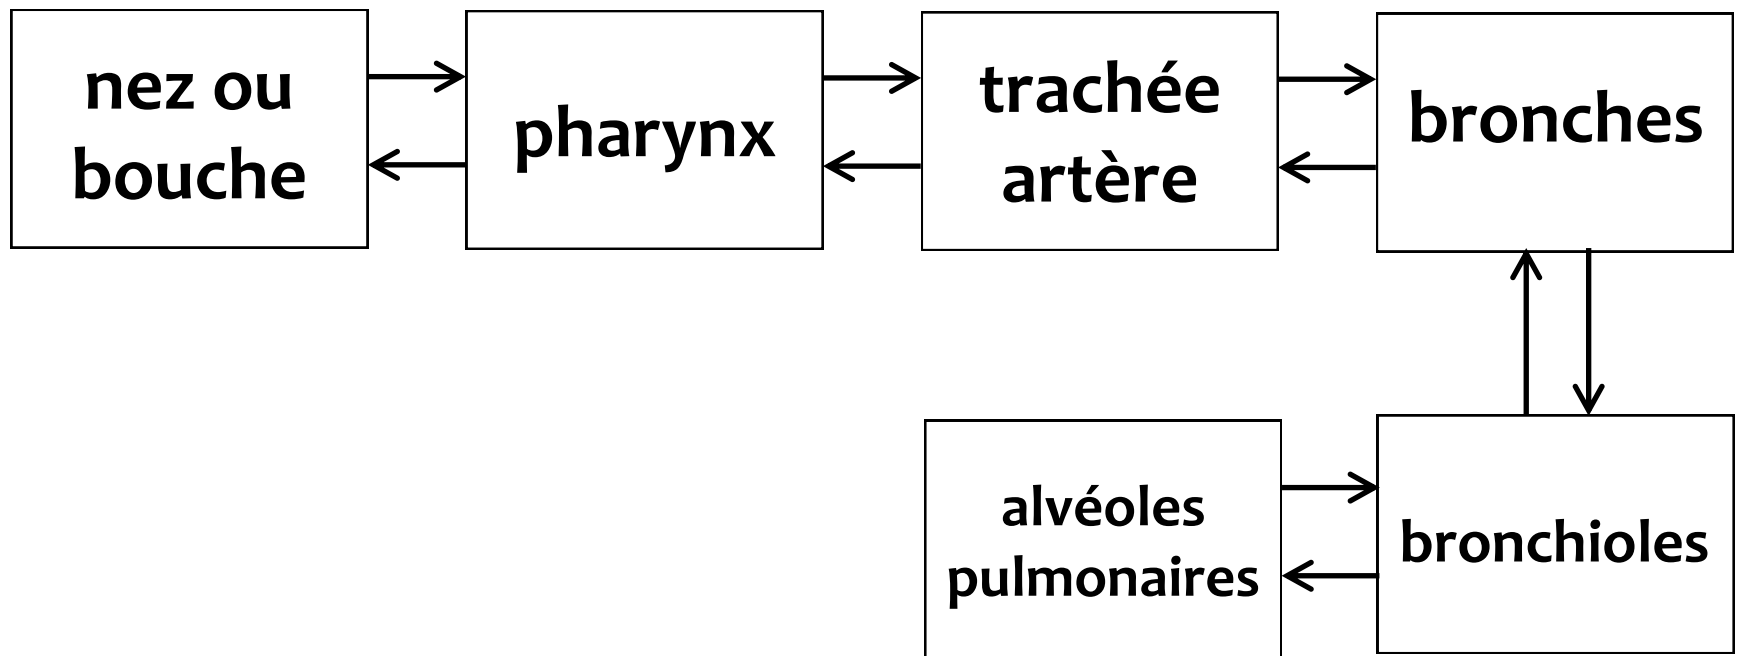 nez ou
bouche
pharynx
trachée
artère
bronches
alvéoles
pulmonaires
bronchioles